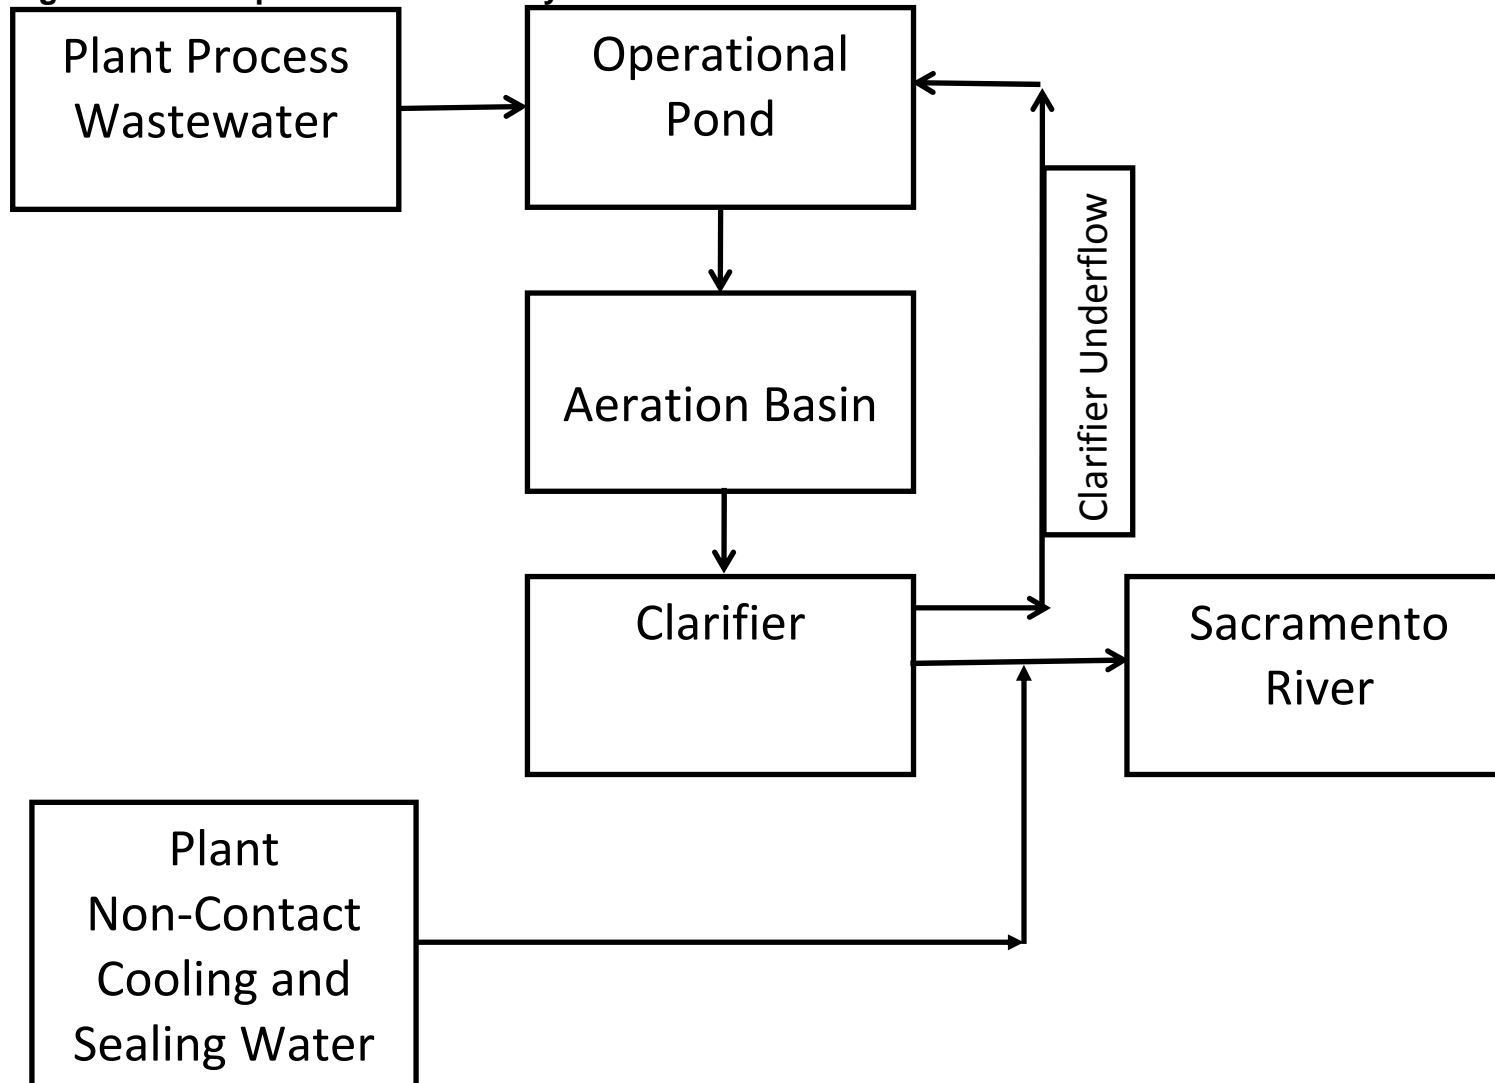 Plant Process
Wastewater
Operational
Pond
Clarifier Underflow
Aeration Basin
Clarifier
Sacramento
River
Plant
Non-Contact
Cooling and
Sealing Water